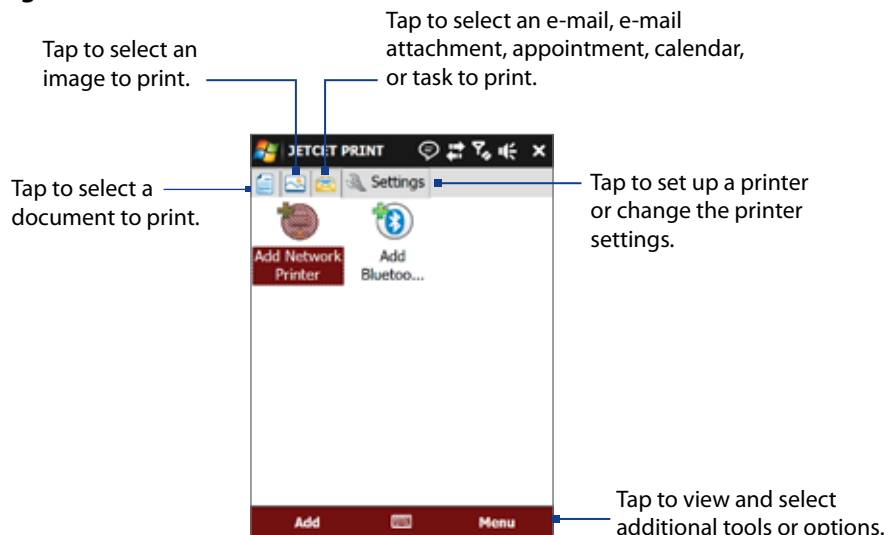 Tap to select an e-mail, e-mail
attachment, appointment, calendar,
or task to print.
Tap to select an
image to print.
JETCET PRINT
Settings
Tap to select a
document to print.
Tap to set up a printer
or change the printer
settings.
Add Network
Printer
Add
Bluetoo...
Tap to view and select
additional tools or options.
Add
Menu